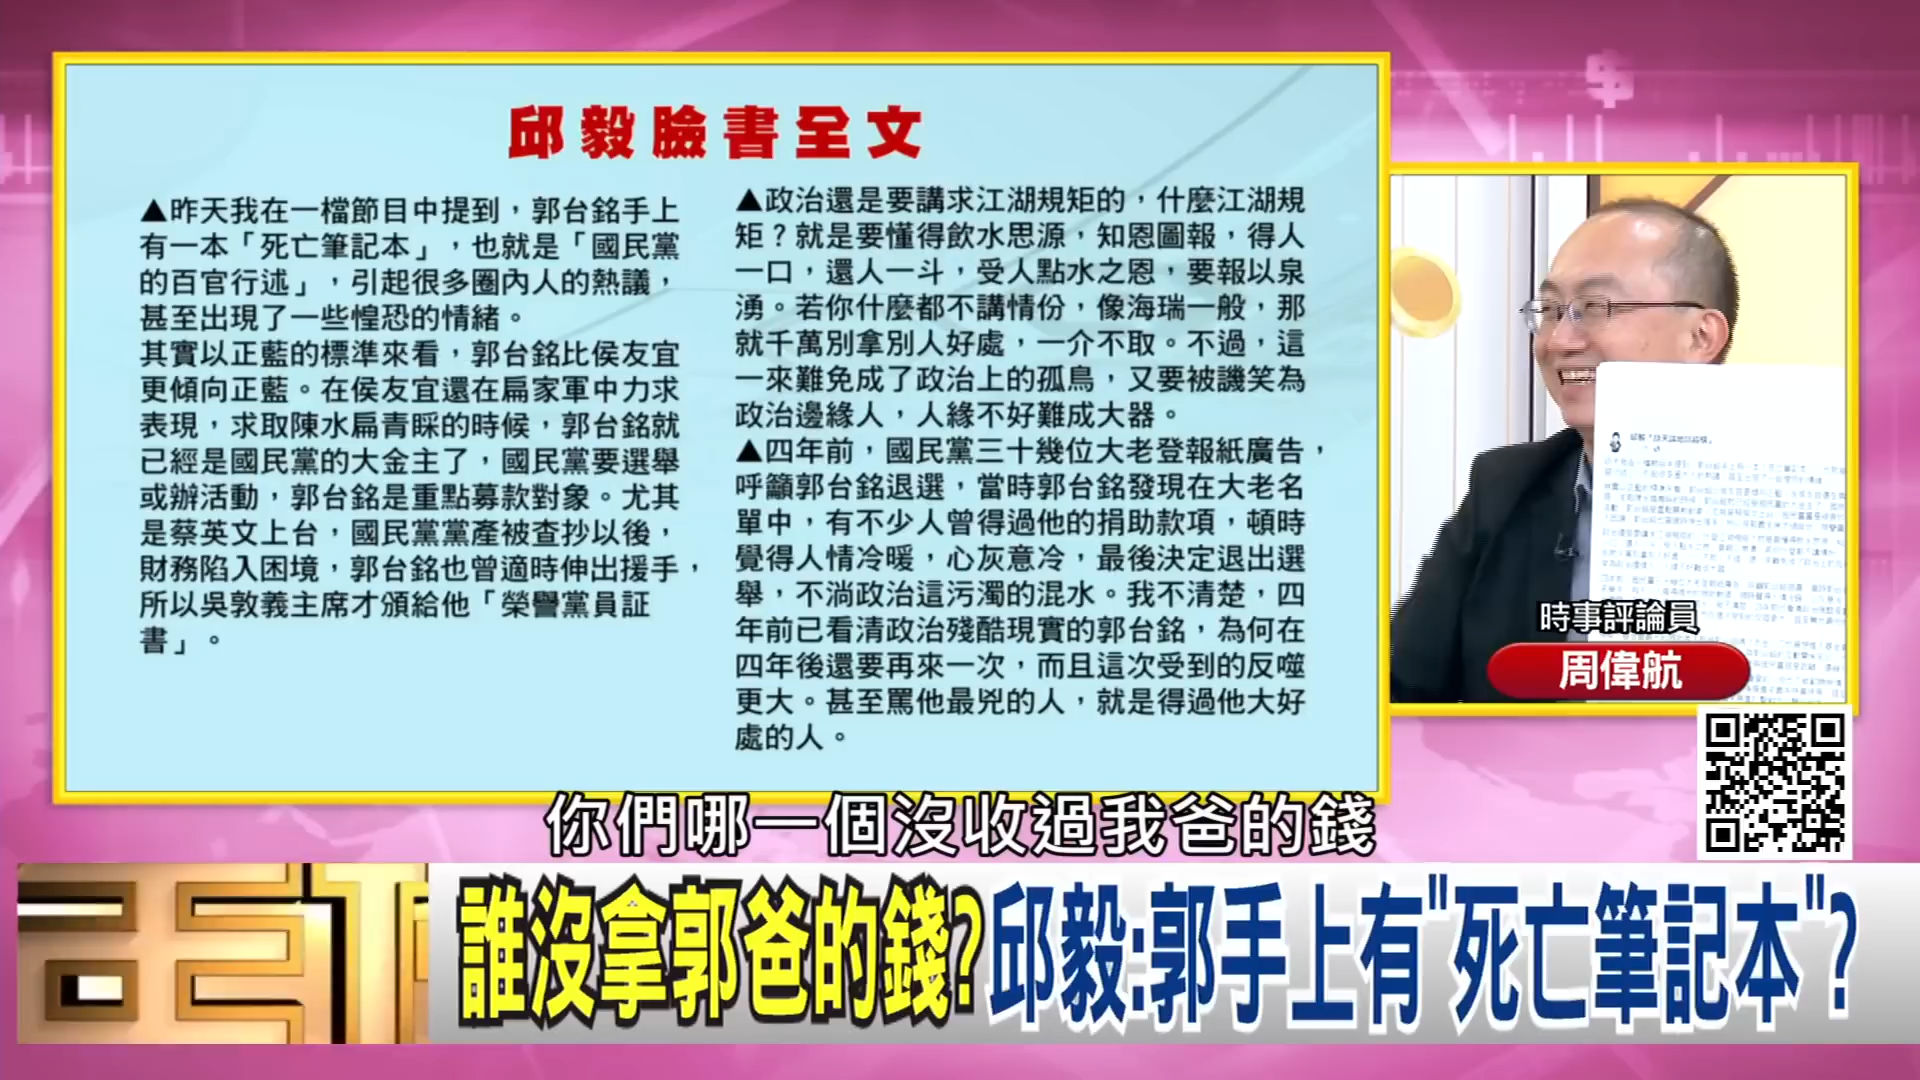 邱毅臉書全文
▲昨天我在一檔節目中提到，郭台銘手上
有一本「死亡筆記本」，也就是「國民黨
的百官行述」，引起很多圈內人的熱議，
甚至出現了一些惶恐的情緒。
其實以正藍的標準來看，郭台銘比侯友宜
更傾向正藍。在侯友宜還在扁家軍中力求
表現，求取陳水扁青睬的時候，郭台銘就
已經是國民黨的大金主了，國民黨要選舉
或辦活動，郭台銘是重點募款對象。尤其
是蔡英文上台，國民黨黨產被查抄以後，
財務陷入困境，郭台銘也曾適時伸出援手，
所以吳敦義主席才頒給他「榮譽黨員証
書」。
▲政治還是要講求江湖規矩的，什麼江湖規
矩？就是要懂得飲水思源，知恩圖報，得人
一口，還人一斗，受人點水之恩，要報以泉
湧。若你什麼都不講情份，像海瑞一般，那
就千萬別拿別人好處，一介不取。不過，這
一來難免成了政治上的孤鳥，又要被譏笑為
政治邊緣人，人緣不好難成大器。
▲四年前，國民黨三十幾位大老登報紙廣告，
呼籲郭台銘退選，當時郭台銘發現在大老名
單中，有不少人曾得過他的捐助款項，頓時
覺得人情冷暖，心灰意冷，最後決定退出選
舉，不淌政治這污濁的混水。我不清楚，四
年前已看清政治殘酷現實的郭台銘，為何在
四年後還要再來一次，而且這次受到的反噬
更大。甚至罵他最兇的人，就是得過他大好
處的人。
時事評論員
周偉航
你們哪一個沒收過我爸的錢
誰沒拿郭爸的錢?邱毅:郭手上有"死亡筆記本"?